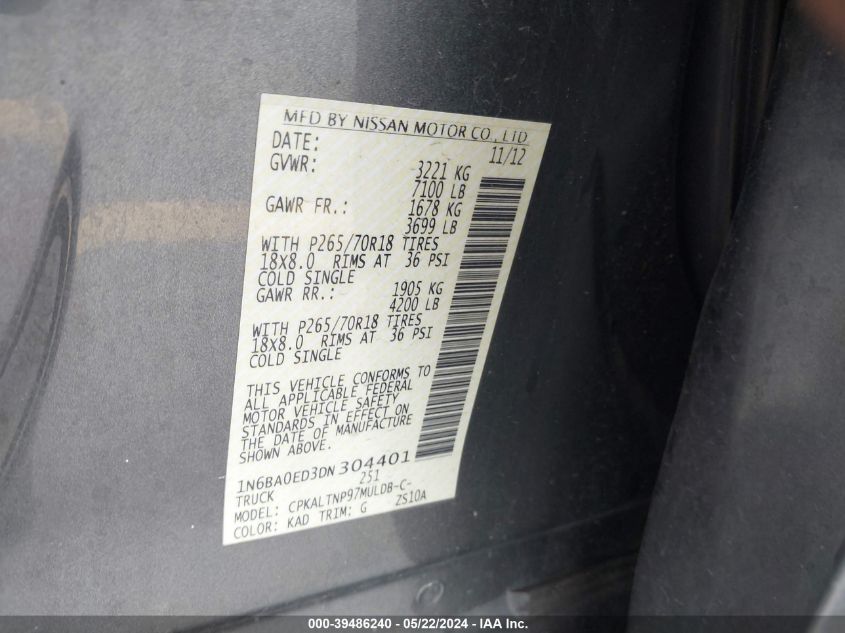 MFD BY NISSAN MOTOR CO., LTD
DATE: 11/12
GVWR: 3221 KG
7100 LB
GAWR FR.: 1678 KG
3699 LB
WITH P265/70R18 TIRES
18X8.0 RIMS AT 36 PSI
COLD SINGLE
GAWR RR.: 1905 KG
4200 LB
WITH P265/70R18 TIRES
18X8.0 RIMS AT 36 PSI
COLD SINGLE
THIS VEHICLE CONFORMS TO
ALL APPLICABLE FEDERAL
MOTOR VEHICLE SAFETY
STANDARDS IN EFFECT ON
THE DATE OF MANUFACTURE
SHOWN ABOVE.
1N6BA0ED3DN304401
TRUCK 251
MODEL: CPKALTNP97MULDB-C-
COLOR: KAD TRIM: G ZS10A
000-39486240 - 05/22/2024 - IAA Inc.